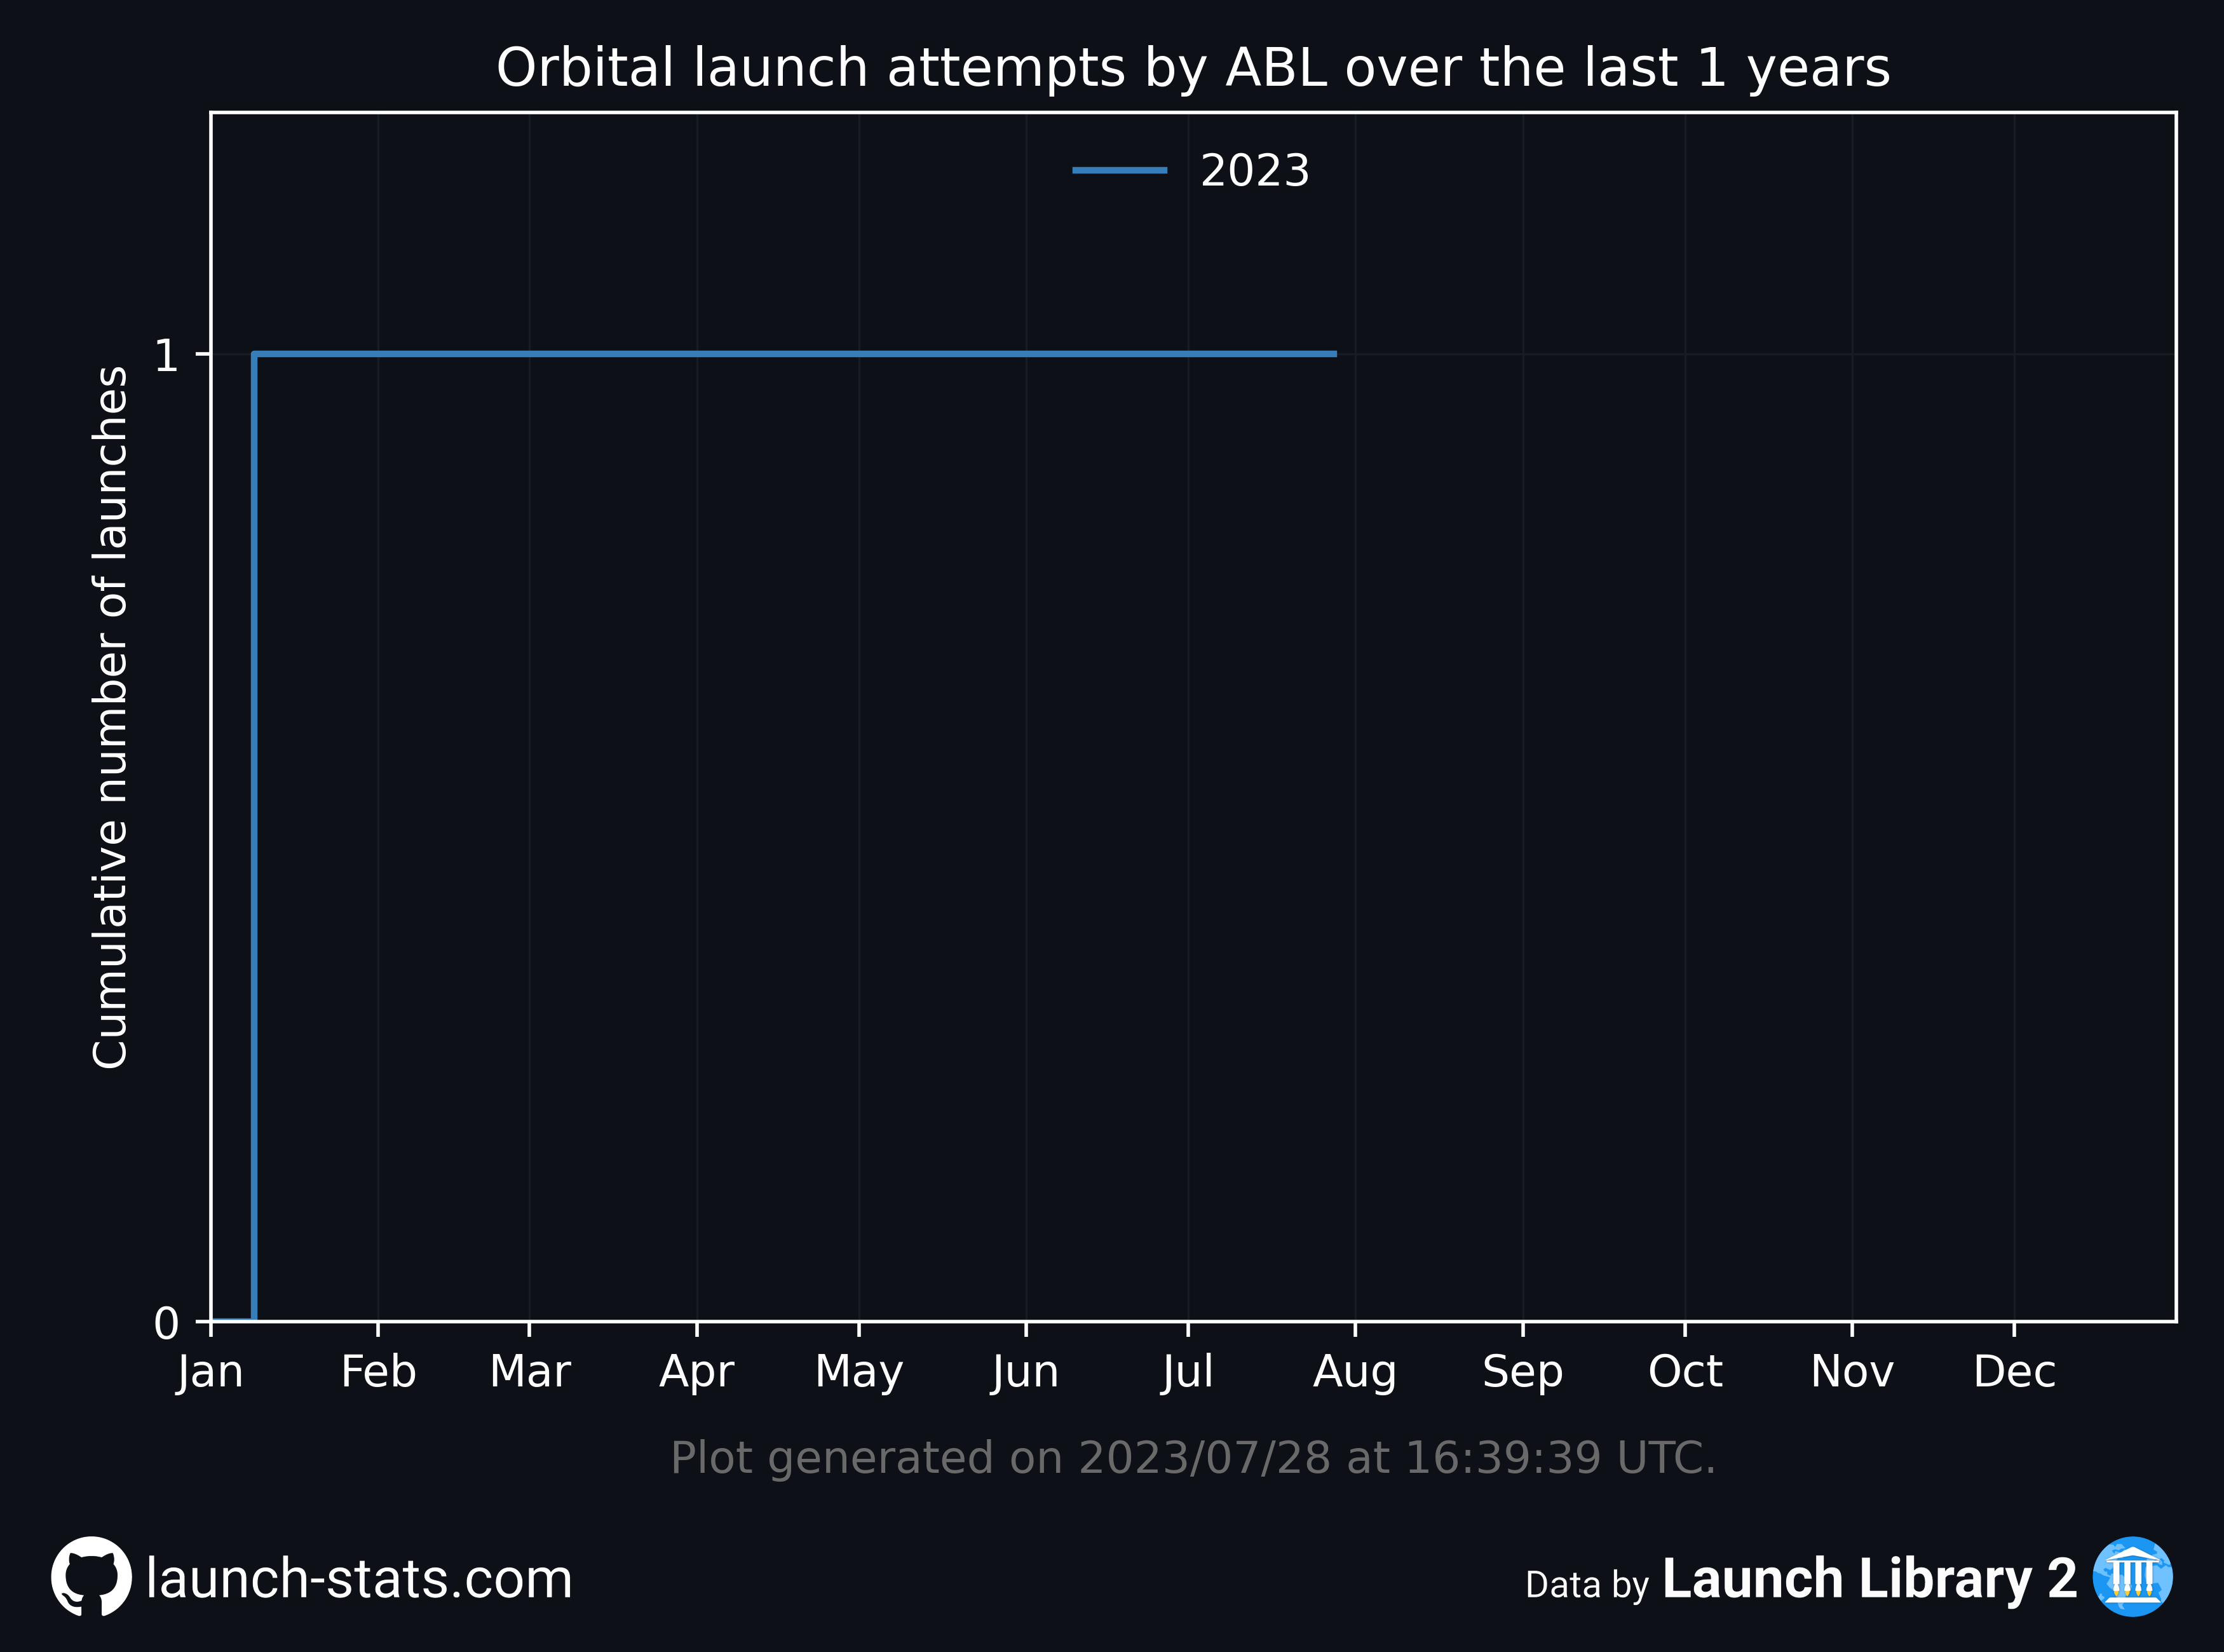 Orbital launch attempts by ABL over the last 1 years
2023
Cumulative number of launches
1
0
Jan Feb Mar Apr May Jun Jul Aug Sep Oct Nov Dec
Plot generated on 2023/07/28 at 16:39:39 UTC.
launch-stats.com
Data by Launch Library 2